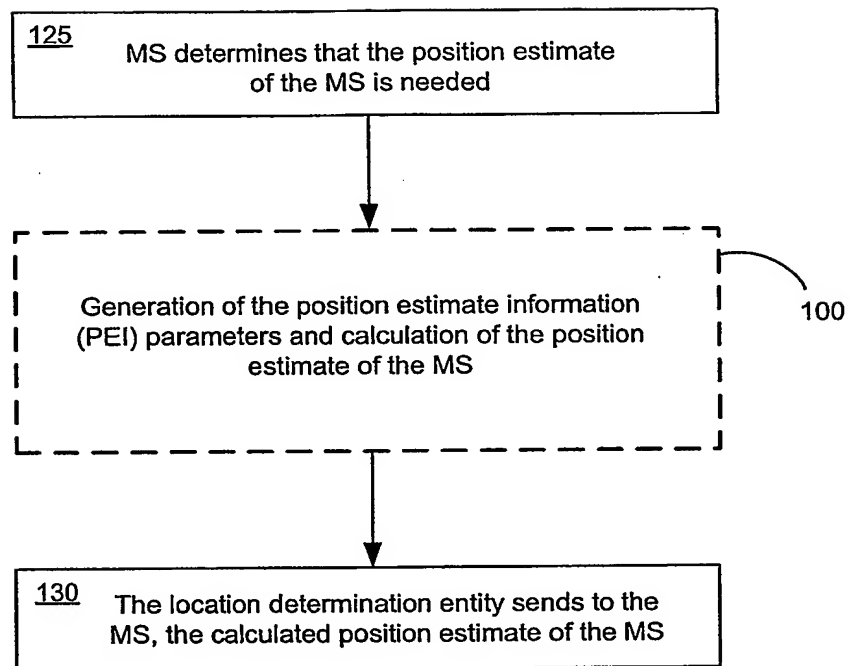 125
MS determines that the position estimate
of the MS is needed
Generation of the position estimate information
(PEI) parameters and calculation of the position
estimate of the MS
100
130
The location determination entity sends to the
MS, the calculated position estimate of the MS